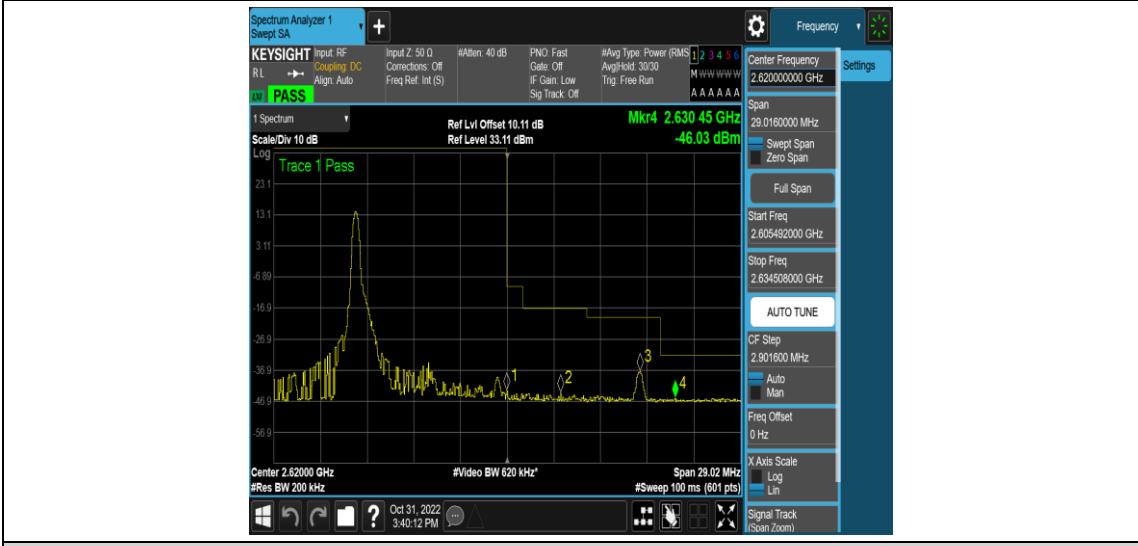 Spectrum Analyzer 1
Swept SA
+
Frequency
KEYSIGHT
RL
LXI
PASS
Input: RF
Coupling: DC
Align: Auto
Input Z: 50 Ω
Corrections: Off
Freq Ref: Int (S)
#Atten: 40 dB
PNO: Fast
Gate: Off
IF Gain: Low
Sig Track: Off
#Avg Type: Power (RMS
Avg|Hold: 30/30
Trig: Free Run
1 2 3 4 5 6
M W W W W W
A A A A A A
1 Spectrum
Scale/Div 10 dB
Log
Ref Lvl Offset 10.11 dB
Ref Level 33.11 dBm
Mkr4 2.630 45 GHz
-46.03 dBm
Trace 1 Pass
23.1
13.1
3.11
-6.89
-16.9
-26.9
-36.9
-46.9
-56.9
1
2
3
4
Center 2.62000 GHz
#Res BW 200 kHz
#Video BW 620 kHz*
Span 29.02 MHz
#Sweep 100 ms (601 pts)
?
Oct 31, 2022
3:40:12 PM
Center Frequency
2.620000000 GHz
Settings
Span
29.0160000 MHz
Swept Span
Zero Span
Full Span
Start Freq
2.605492000 GHz
Stop Freq
2.634508000 GHz
AUTO TUNE
CF Step
2.901600 MHz
Auto
Man
Freq Offset
0 Hz
X Axis Scale
Log
Lin
Signal Track
(Span Zoom)